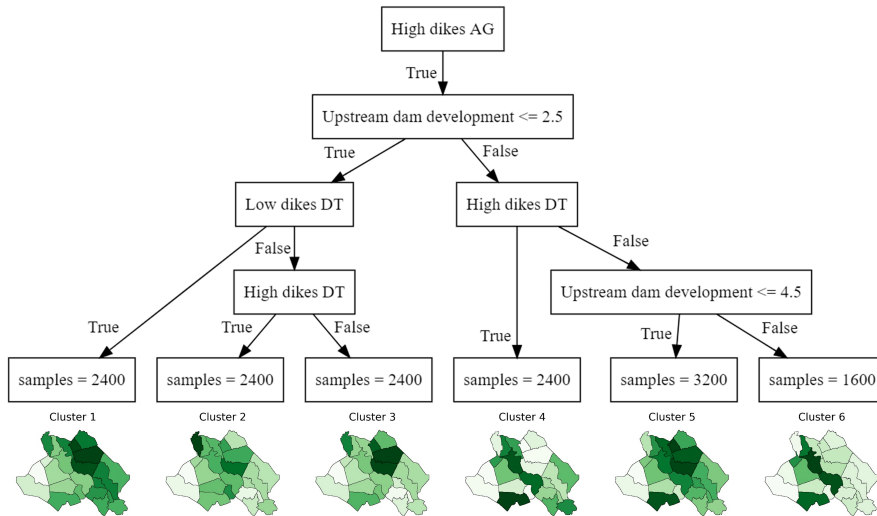 High dikes AG
True
Upstream dam development <= 2.5
True
False
Low dikes DT
High dikes DT
False
False
High dikes DT
Upstream dam development <= 4.5
True
True
False
True
True
False
samples = 2400
samples = 2400
samples = 2400
samples = 2400
samples = 3200
samples = 1600
Cluster 1
Cluster 2
Cluster 3
Cluster 4
Cluster 5
Cluster 6